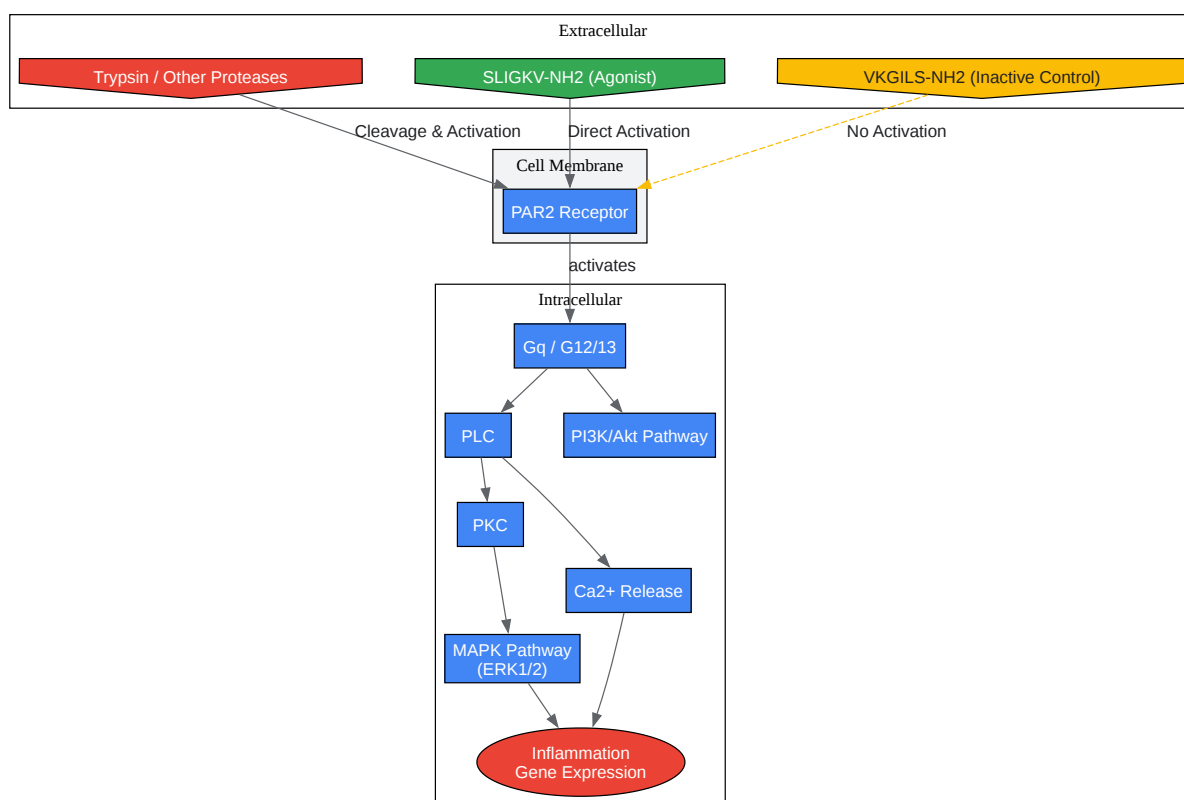 Extracellular
Trypsin / Other Proteases
SLIGKV-NH2 (Agonist)
VKGILS-NH2 (Inactive Control)
Cleavage & Activation
Direct Activation
No Activation
Cell Membrane
PAR2 Receptor
activates
Intracellular
Gq / G12/13
PLC
PI3K/Akt Pathway
PKC
Ca2+ Release
MAPK Pathway
(ERK1/2)
Inflammation
Gene Expression